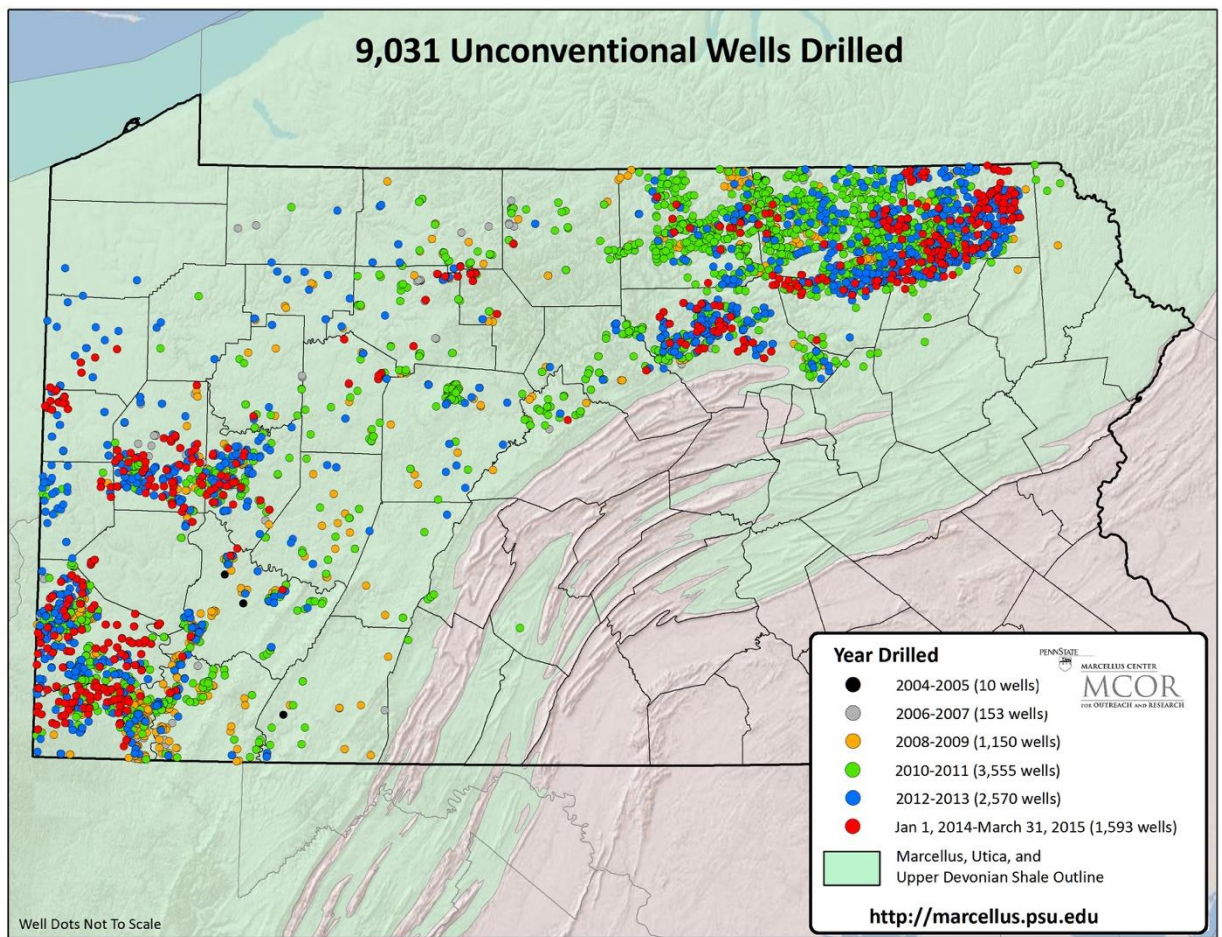 9,031 Unconventional Wells Drilled
Year Drilled
PENNSTATE
MARCELLUS CENTER
MCOR
FOR OUTREACH AND RESEARCH
2004-2005 (10 wells)
2006-2007 (153 wells)
2008-2009 (1,150 wells)
2010-2011 (3,555 wells)
2012-2013 (2,570 wells)
Jan 1, 2014-March 31, 2015 (1,593 wells)
Marcellus, Utica, and
Upper Devonian Shale Outline
http://marcellus.psu.edu
Well Dots Not To Scale